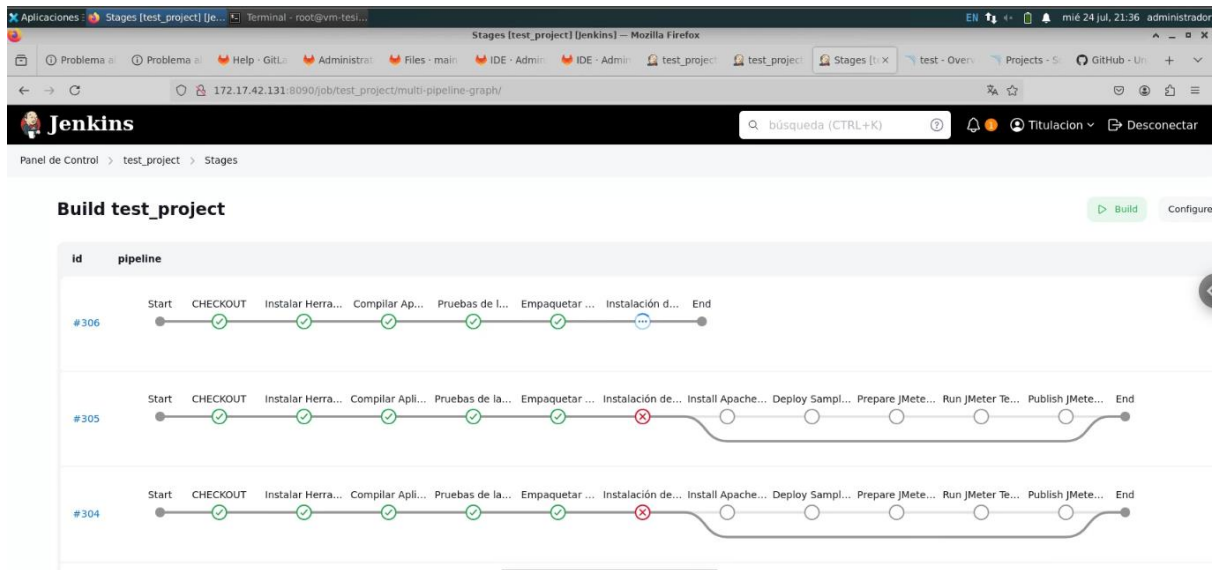 Aplicaciones Stages [test_project] [Je... Terminal - root@vm-tesi... EN mié 24 jul, 21:36 administrador
Stages [test_project] [Jenkins] — Mozilla Firefox
Problema a Problema a Help · GitLa Administrat Files · main IDE · Admin IDE · Admin test_project test_project Stages [t test - Overv Projects - S GitHub - Un
172.17.42.131:8090/job/test_project/multi-pipeline-graph/
Jenkins búsqueda (CTRL+K) 1 Titulacion Desconectar
Panel de Control > test_project > Stages
Build test_project Build Configure
id pipeline
Start CHECKOUT Instalar Herra... Compilar Ap... Pruebas de l... Empaquetar ... Instalación d... End
#306
Start CHECKOUT Instalar Herra... Compilar Apli... Pruebas de la... Empaquetar ... Instalación de... Install Apache... Deploy Sampl... Prepare JMete... Run JMeter Te... Publish JMete... End
#305
Start CHECKOUT Instalar Herra... Compilar Apli... Pruebas de la... Empaquetar ... Instalación de... Install Apache... Deploy Sampl... Prepare JMete... Run JMeter Te... Publish JMete... End
#304